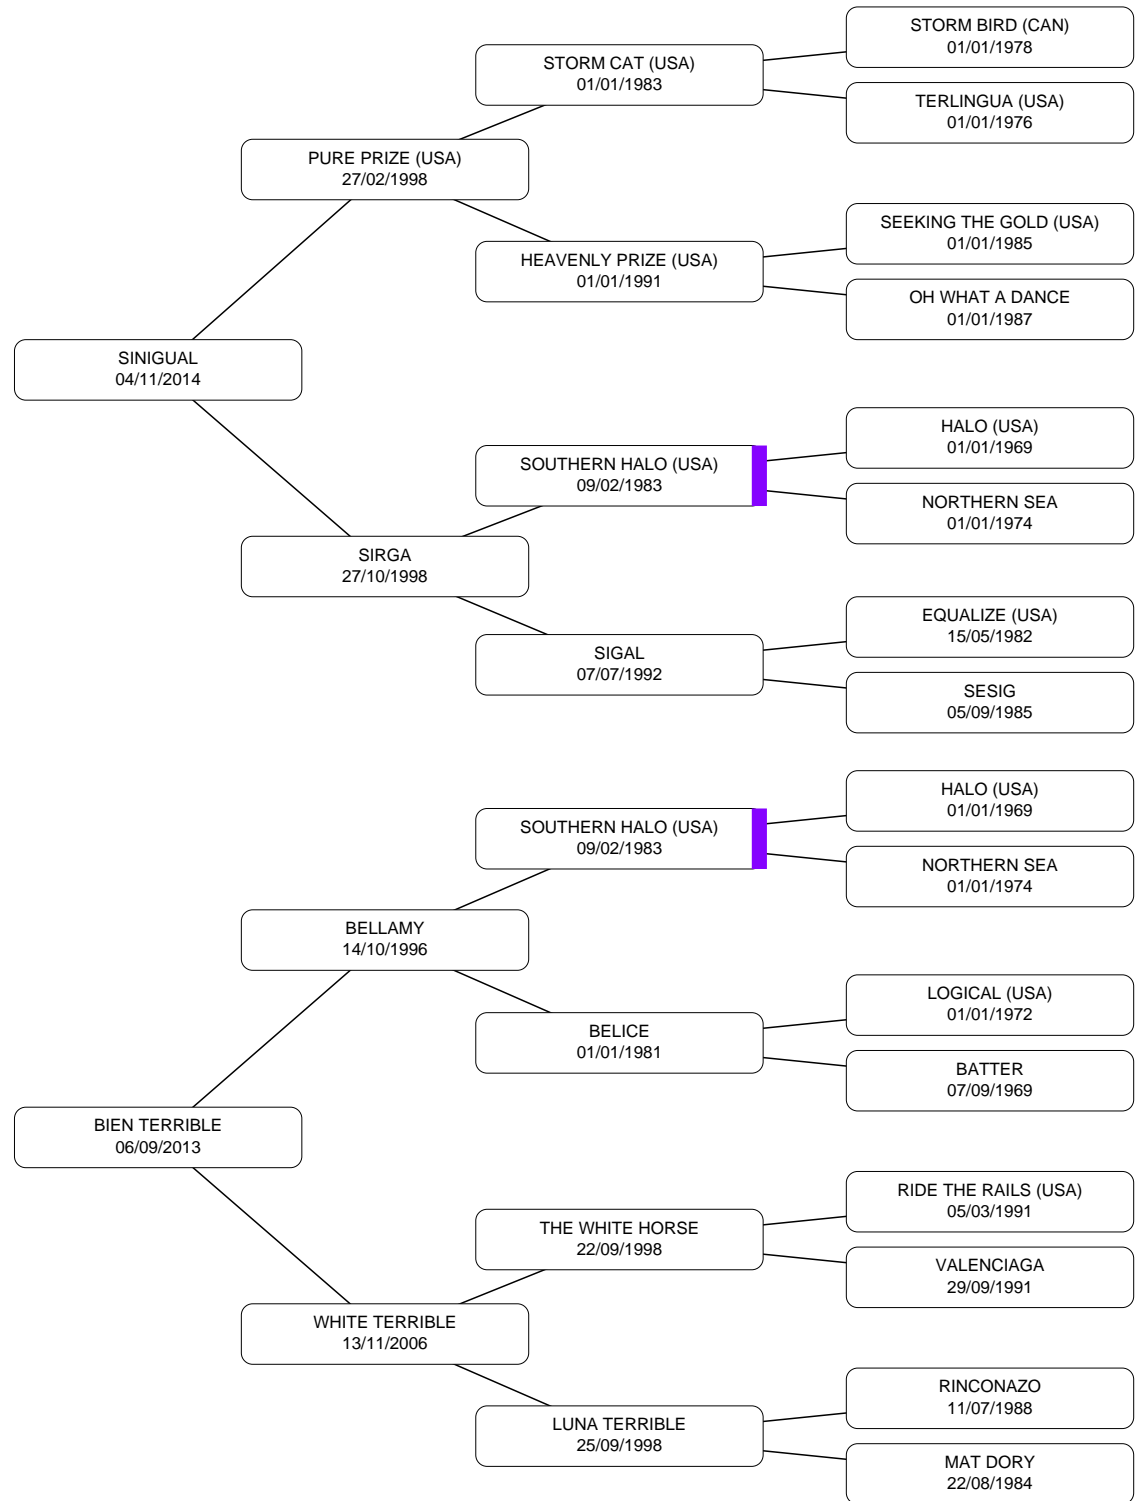 STORM BIRD (CAN)
01/01/1978
STORM CAT (USA)
01/01/1983
TERLINGUA (USA)
01/01/1976
PURE PRIZE (USA)
27/02/1998
SEEKING THE GOLD (USA)
01/01/1985
HEAVENLY PRIZE (USA)
01/01/1991
OH WHAT A DANCE
01/01/1987
SINIGUAL
04/11/2014
HALO (USA)
01/01/1969
SOUTHERN HALO (USA)
09/02/1983
NORTHERN SEA
01/01/1974
SIRGA
27/10/1998
EQUALIZE (USA)
15/05/1982
SIGAL
07/07/1992
SESIG
05/09/1985
HALO (USA)
01/01/1969
SOUTHERN HALO (USA)
09/02/1983
NORTHERN SEA
01/01/1974
BELLAMY
14/10/1996
LOGICAL (USA)
01/01/1972
BELICE
01/01/1981
BATTER
07/09/1969
BIEN TERRIBLE
06/09/2013
RIDE THE RAILS (USA)
05/03/1991
THE WHITE HORSE
22/09/1998
VALENCIAGA
29/09/1991
WHITE TERRIBLE
13/11/2006
RINCONAZO
11/07/1988
LUNA TERRIBLE
25/09/1998
MAT DORY
22/08/1984